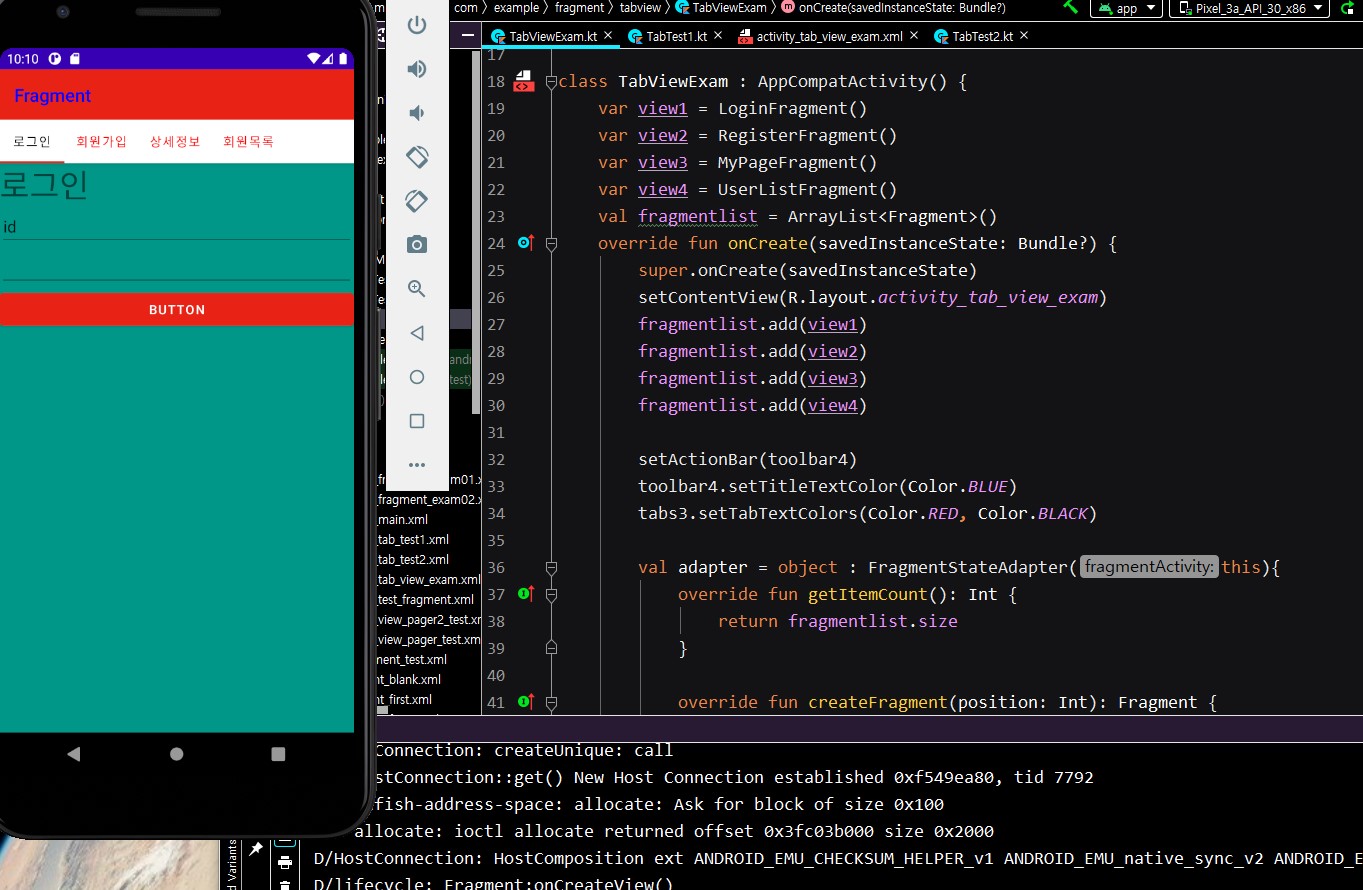 com example fragment tabview TabViewExam onCreate(savedInstanceState: Bundle?) app Pixel_3a_API_30_x86
TabViewExam.kt TabTest1.kt activity_tab_view_exam.xml TabTest2.kt
10:10
Fragment
로그인 회원가입 상세정보 회원목록
로그인
id
BUTTON
17
18 class TabViewExam : AppCompatActivity() {
19 var view1 = LoginFragment()
20 var view2 = RegisterFragment()
21 var view3 = MyPageFragment()
22 var view4 = UserListFragment()
23 val fragmentlist = ArrayList<Fragment>()
24 override fun onCreate(savedInstanceState: Bundle?) {
25 super.onCreate(savedInstanceState)
26 setContentView(R.layout.activity_tab_view_exam)
27 fragmentlist.add(view1)
28 fragmentlist.add(view2)
29 fragmentlist.add(view3)
30 fragmentlist.add(view4)
31
32 setActionBar(toolbar4)
33 toolbar4.setTitleTextColor(Color.BLUE)
34 tabs3.setTabTextColors(Color.RED, Color.BLACK)
35
36 val adapter = object : FragmentStateAdapter( fragmentActivity: this){
37 override fun getItemCount(): Int {
38 return fragmentlist.size
39 }
40
41 override fun createFragment(position: Int): Fragment {
_fragment_exam02.x
_main.xml
_tab_test1.xml
_tab_test2.xml
_tab_view_exam.xml
_test_fragment.xml
_view_pager2_test.xm
_view_pager_test.xm
ment_test.xml
nt_blank.xml
nt_first.xml
Connection: createUnique: call
stConnection::get() New Host Connection established 0xf549ea80, tid 7792
fish-address-space: allocate: Ask for block of size 0x100
allocate: ioctl allocate returned offset 0x3fc03b000 size 0x2000
D/HostConnection: HostComposition ext ANDROID_EMU_CHECKSUM_HELPER_v1 ANDROID_EMU_native_sync_v2 ANDROID_E
D/lifecycle: Fragment:onCreateView()
d Variants